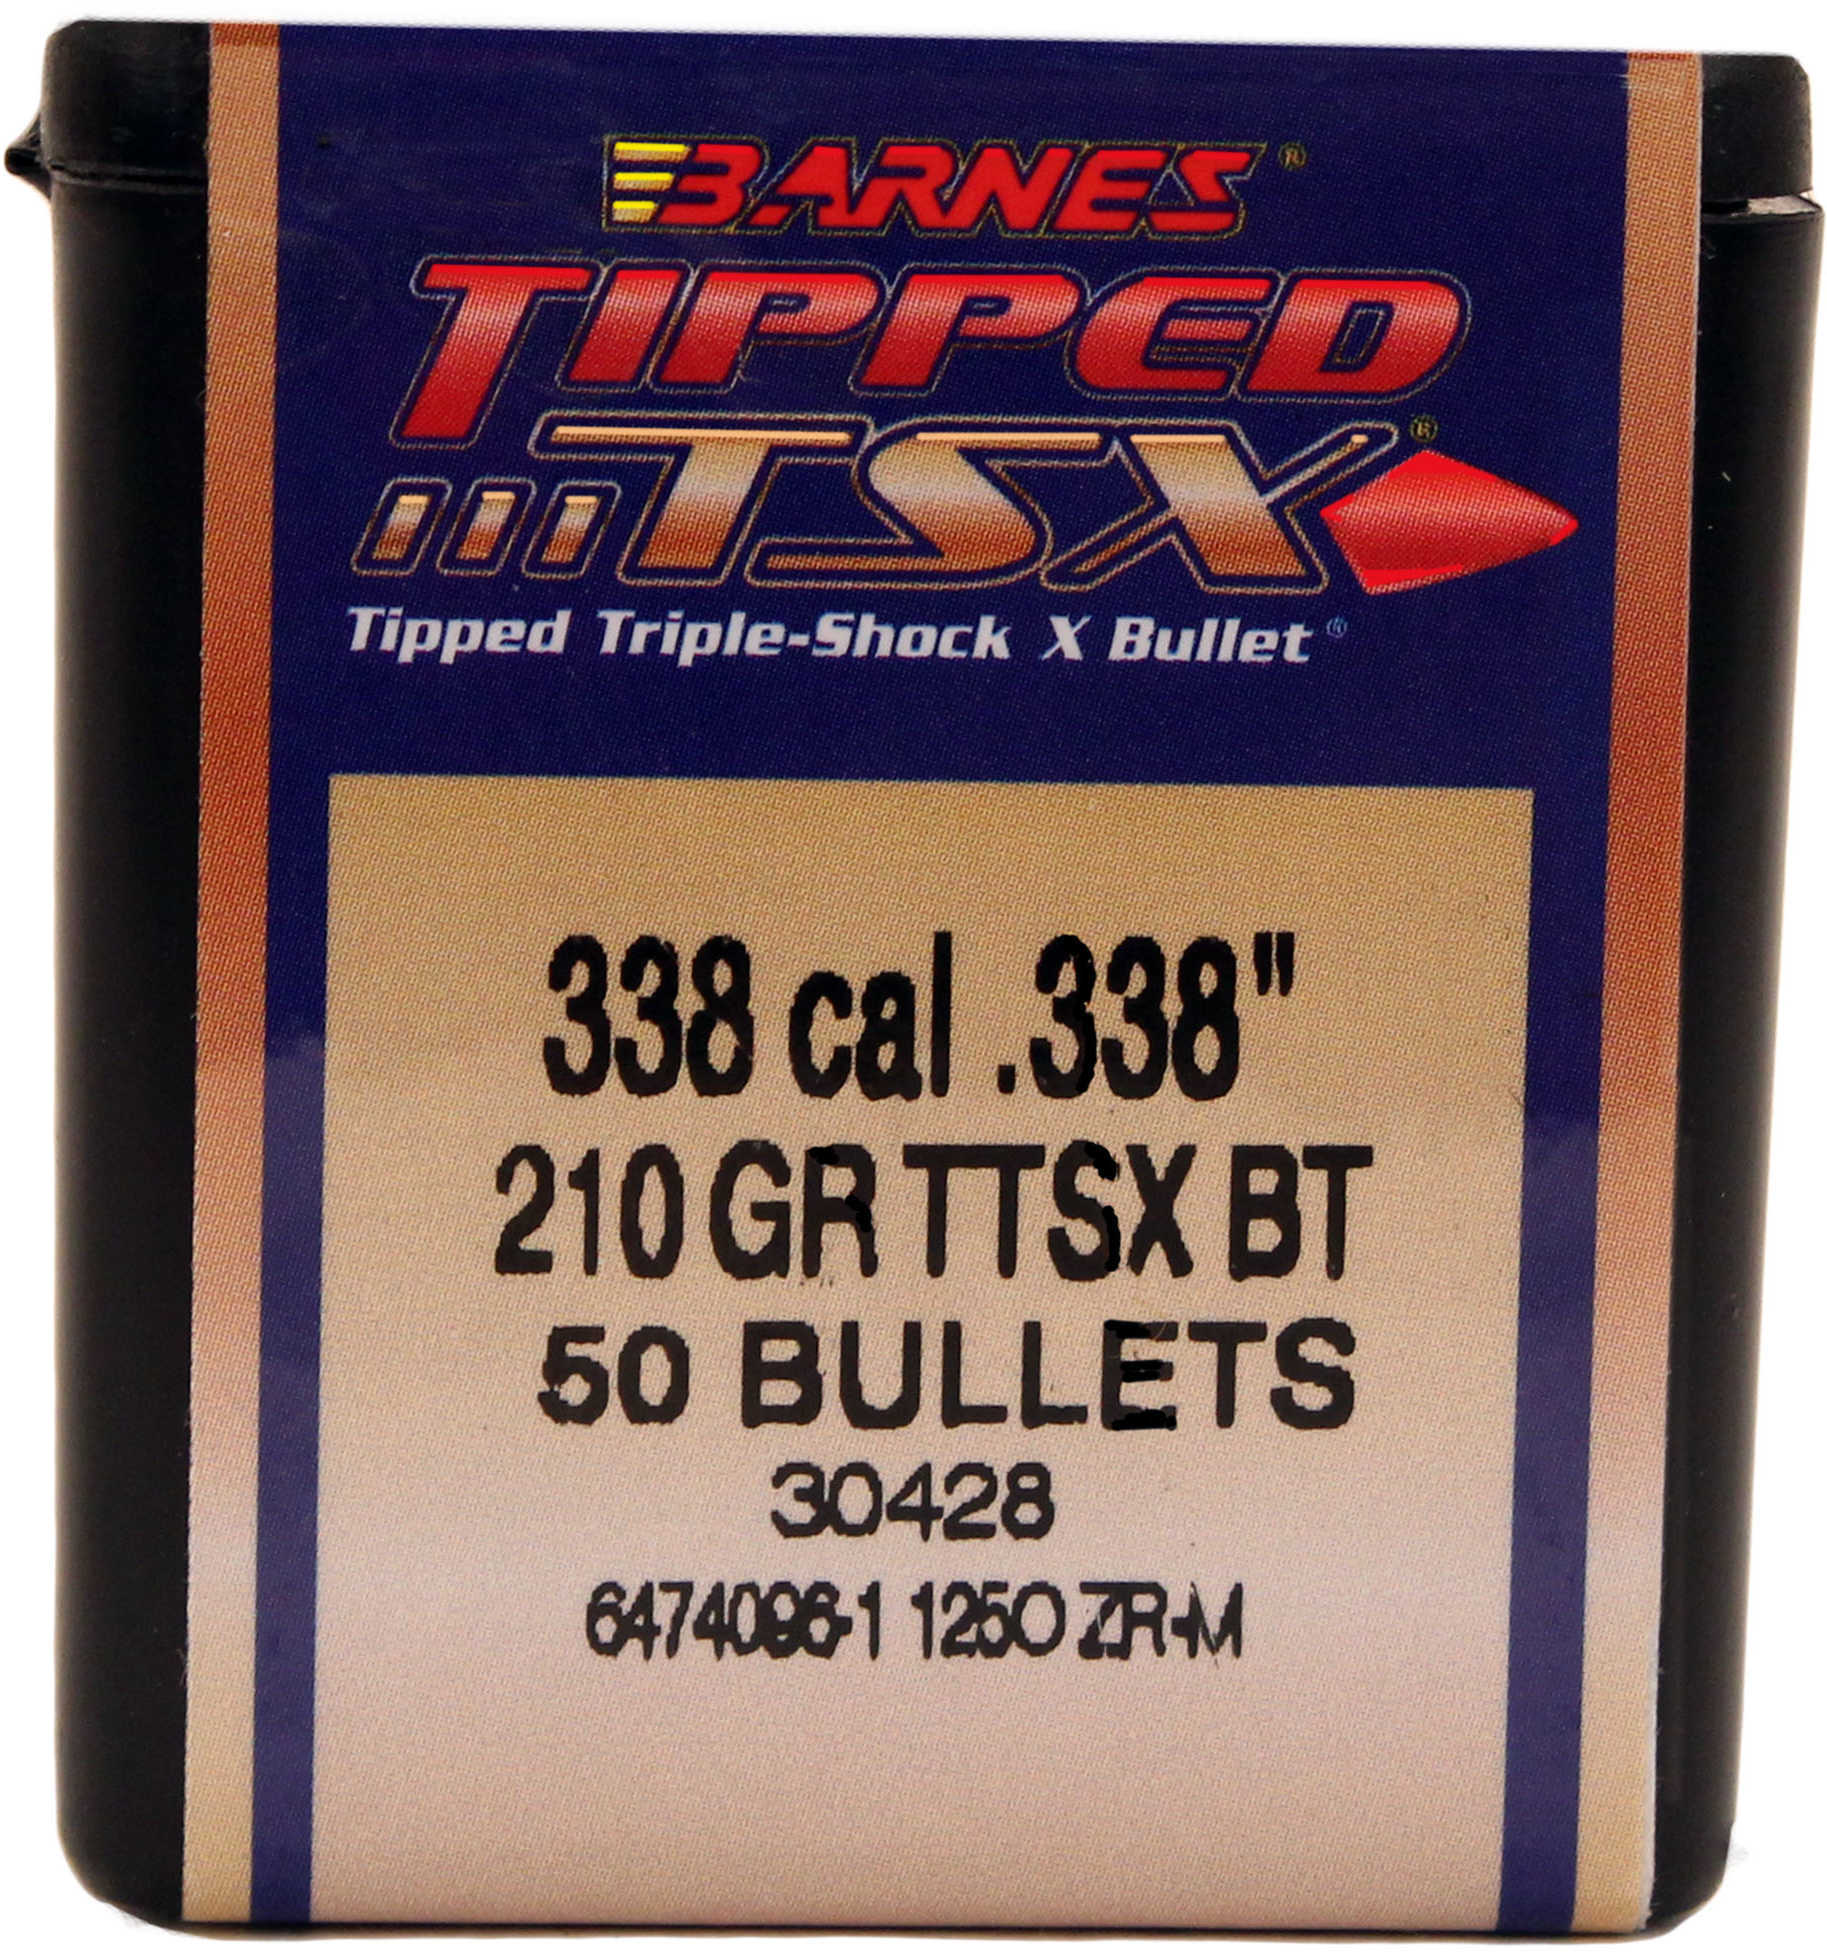 BARNES®
TIPPED
TSX®
Tipped Triple-Shock X Bullet®
338 cal .338"
210 GR TTSX BT
50 BULLETS
30428
6474096-1 1250 ZR-M